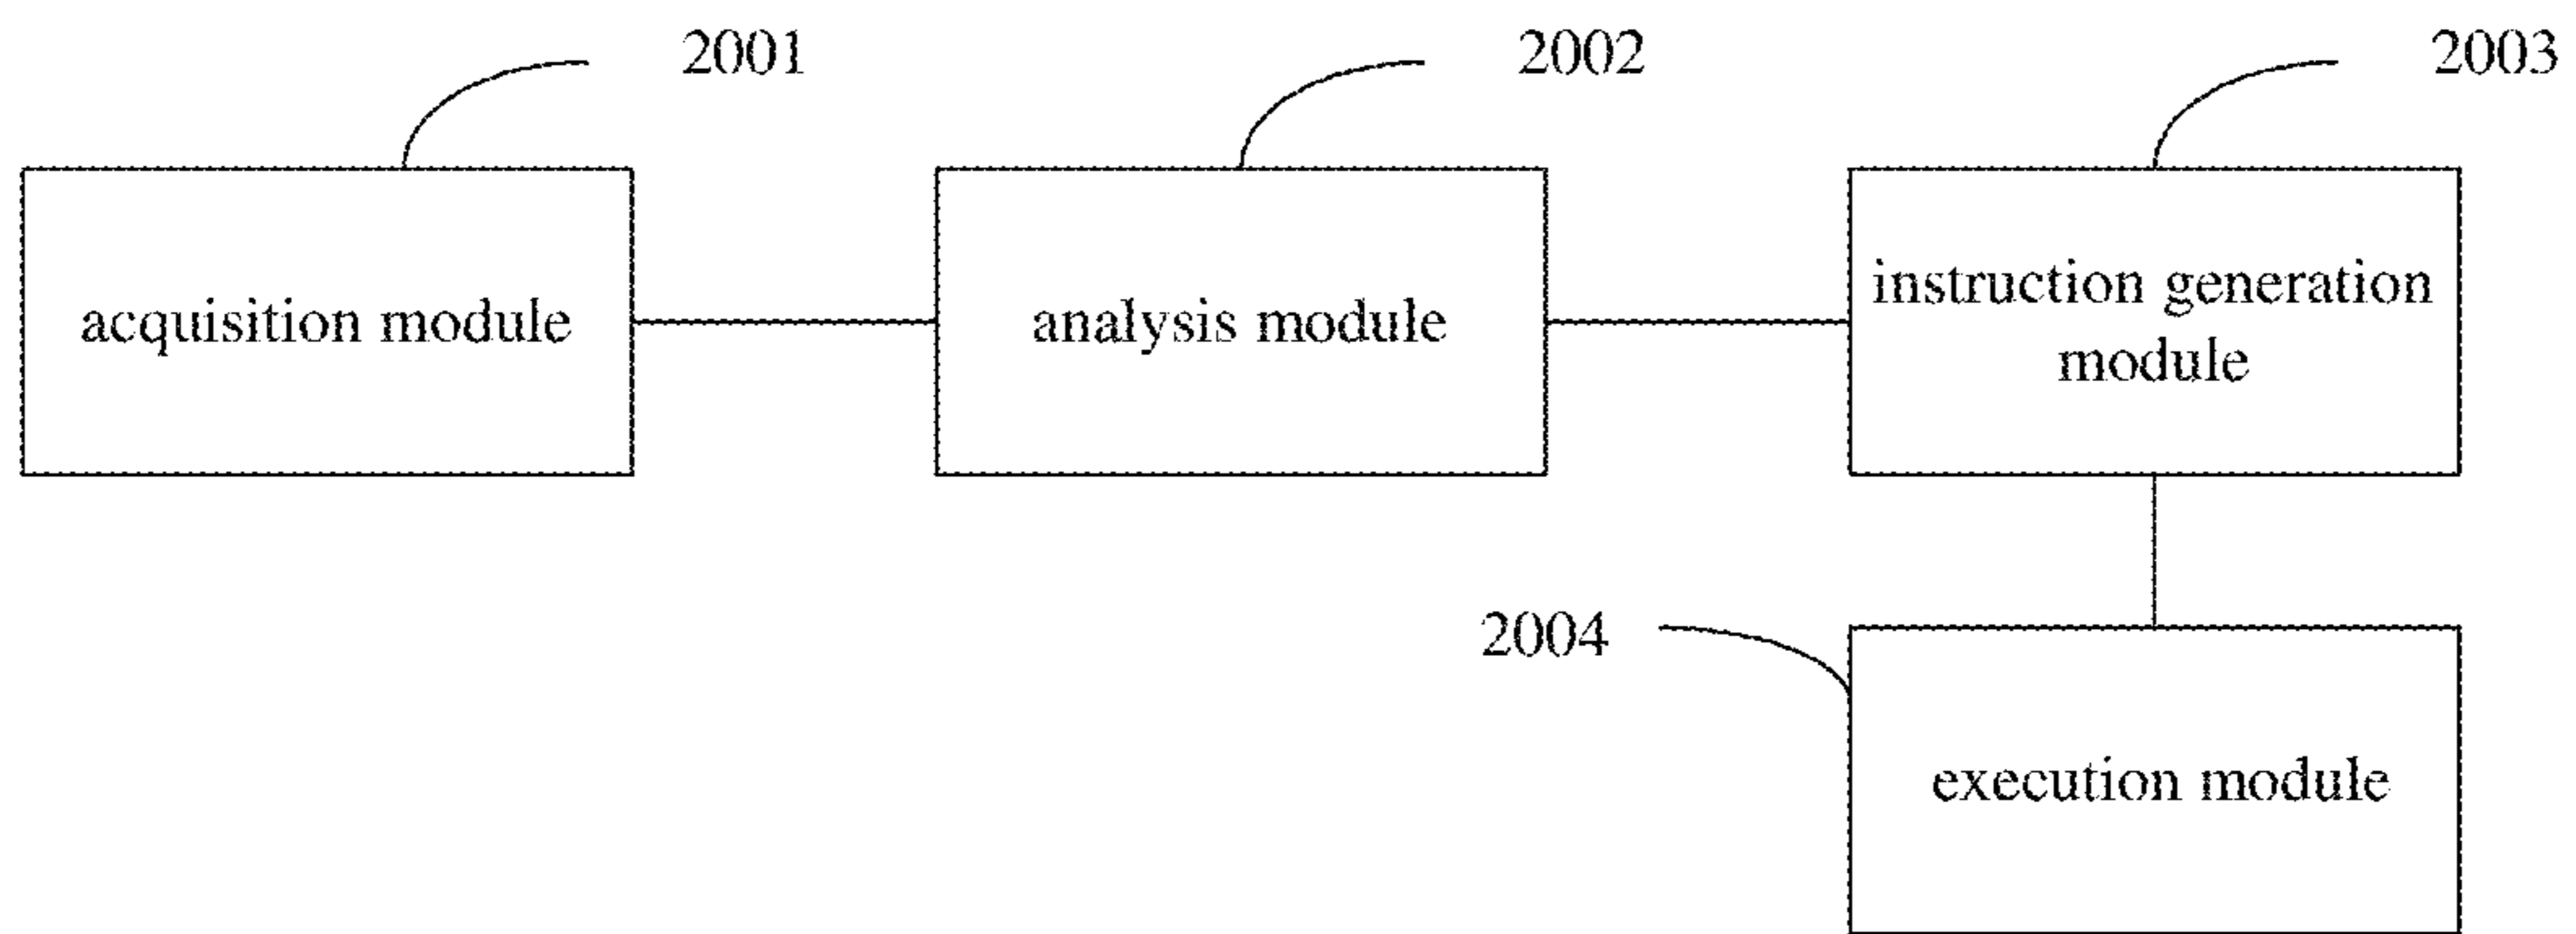 2001
2002
2003
acquisition module
analysis module
instruction generation
module
2004
execution module